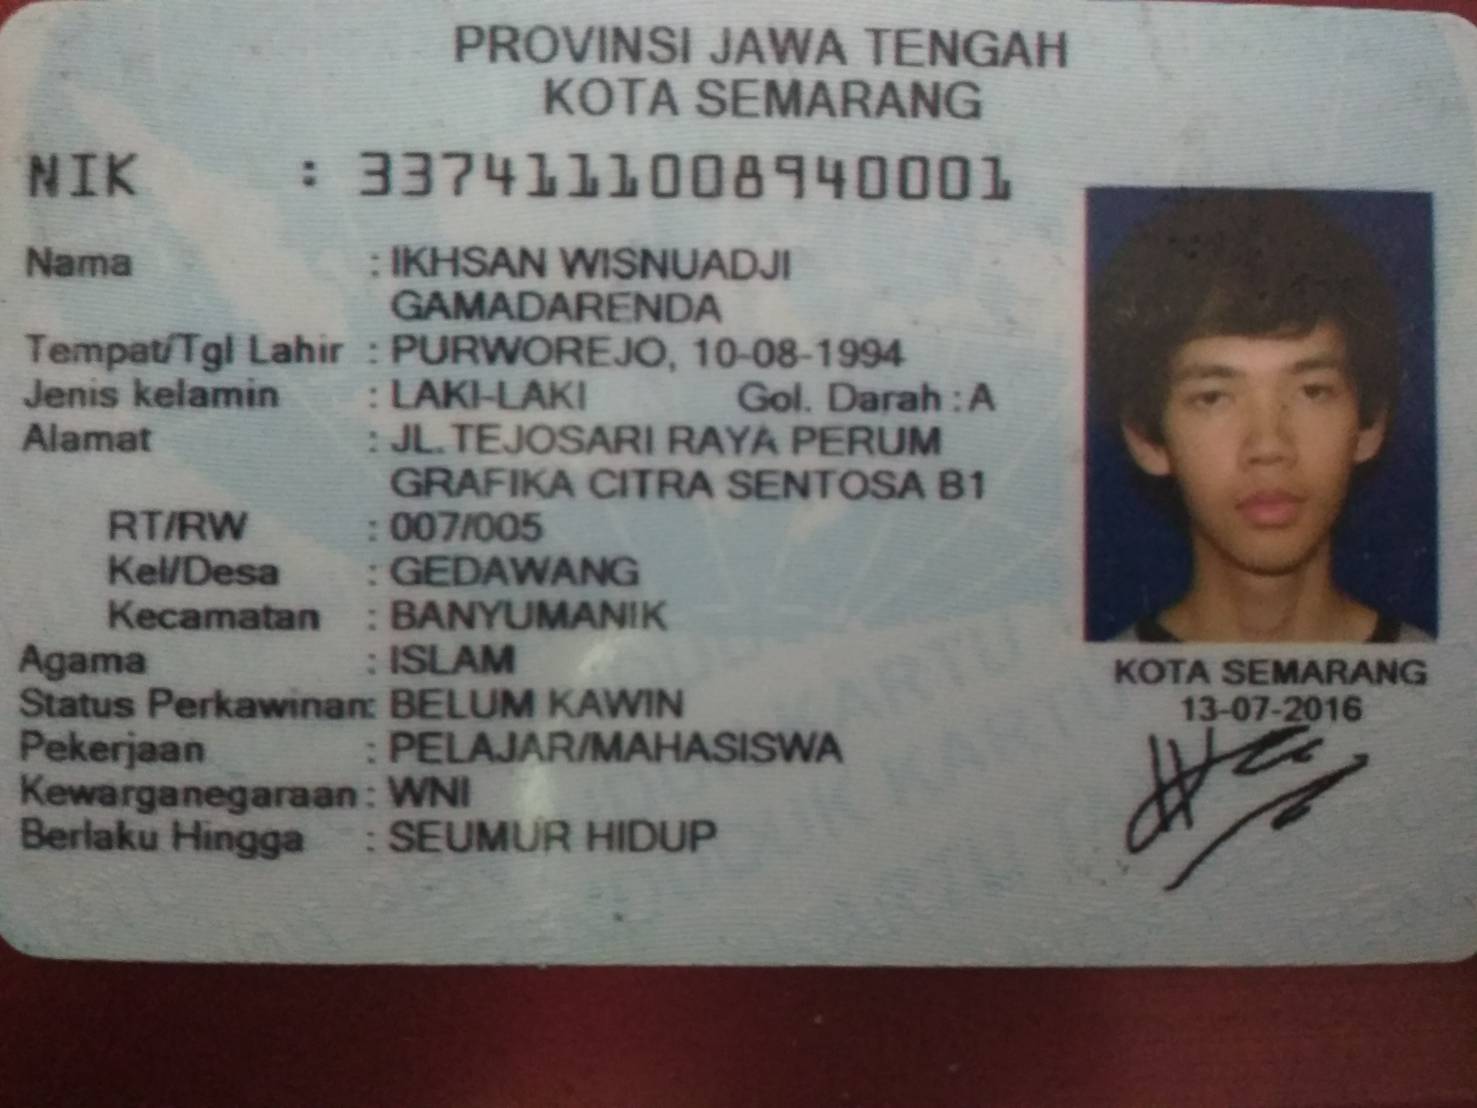 PROVINSI JAWA TENGAH
KOTA SEMARANG
NIK : 3374111008940001
Nama : IKHSAN WISNUADJI
GAMADARENDA
Tempat/Tgl Lahir : PURWOREJO, 10-08-1994
Jenis kelamin : LAKI-LAKI Gol. Darah : A
Alamat : JL. TEJOSARI RAYA PERUM
GRAFIKA CITRA SENTOSA B1
RT/RW : 007/005
Kel/Desa : GEDAWANG
Kecamatan : BANYUMANIK
Agama : ISLAM
Status Perkawinan: BELUM KAWIN
Pekerjaan : PELAJAR/MAHASISWA
Kewarganegaraan : WNI
Berlaku Hingga : SEUMUR HIDUP
KOTA SEMARANG
13-07-2016